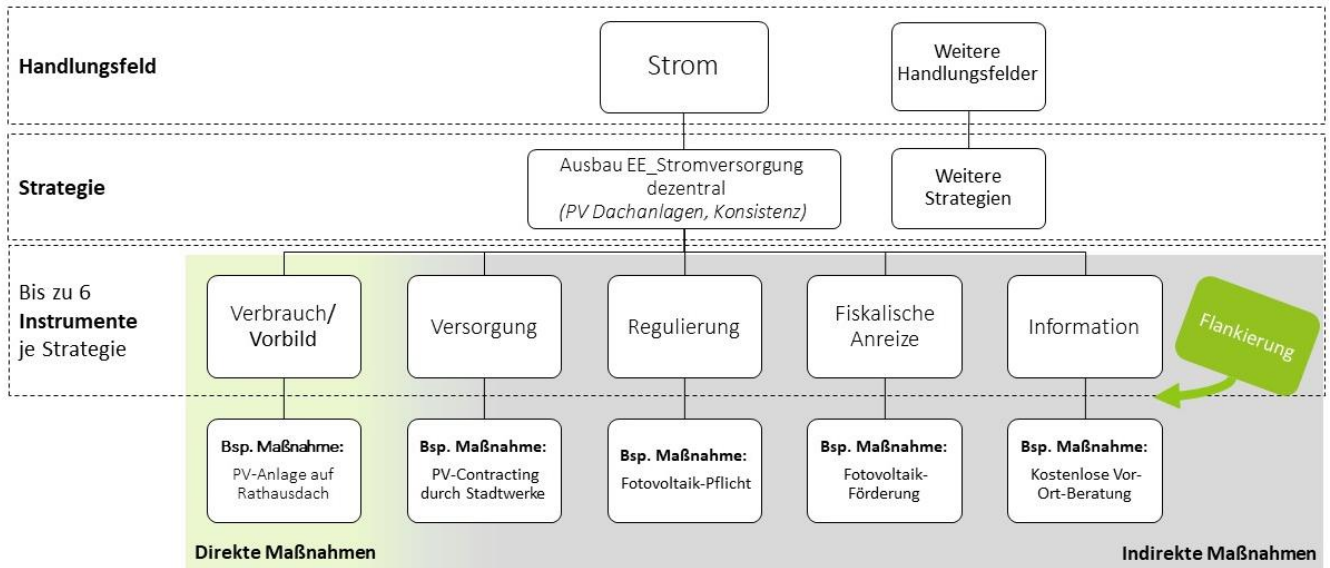 Handlungsfeld
Strom
Weitere
Handlungsfelder
Strategie
Ausbau EE_Stromversorgung
dezentral
(PV Dachanlagen, Konsistenz)
Weitere
Strategien
Bis zu 6
Instrumente
je Strategie
Verbrauch/
Vorbild
Versorgung
Regulierung
Fiskalische
Anreize
Information
Flankierung
Bsp. Maßnahme:
PV-Anlage auf
Rathausdach
Bsp. Maßnahme:
PV-Contracting
durch Stadtwerke
Bsp. Maßnahme:
Fotovoltaik-Pflicht
Bsp. Maßnahme:
Fotovoltaik-
Förderung
Bsp. Maßnahme:
Kostenlose Vor-
Ort-Beratung
Direkte Maßnahmen
Indirekte Maßnahmen